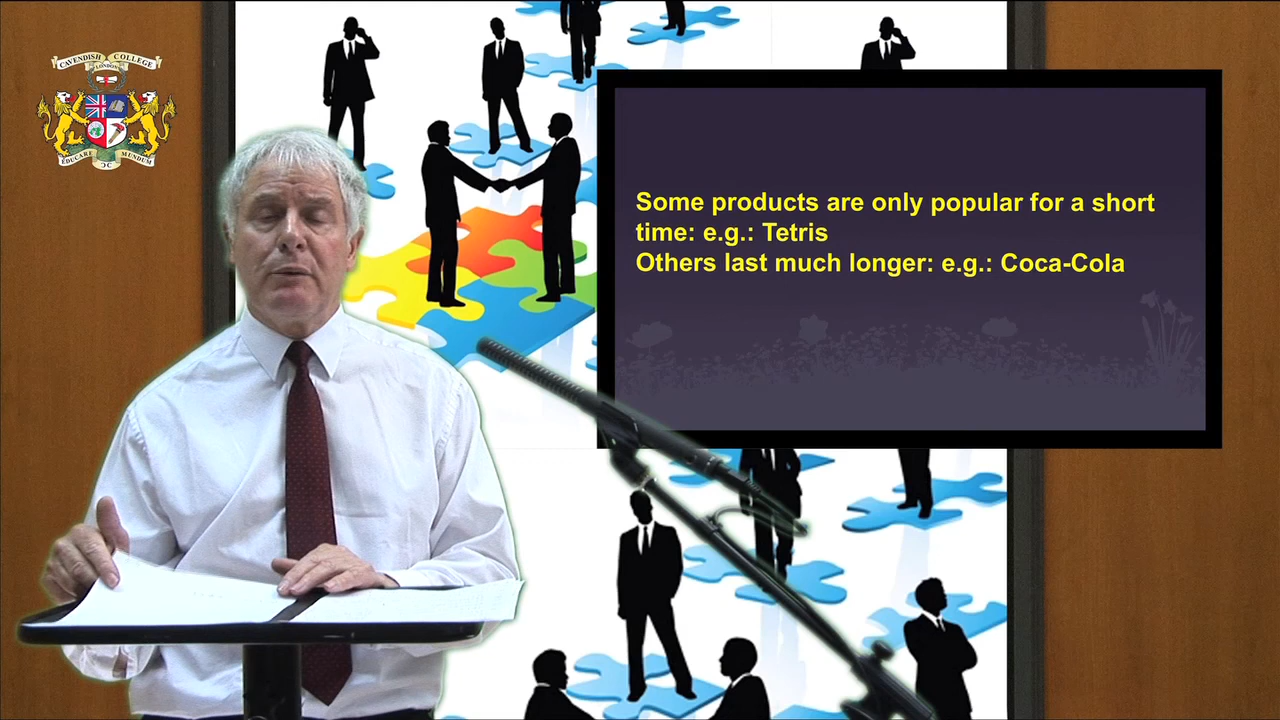 CAVENDISH COLLEGE
LONDON
EDUCARE MUNDUM
CC
Some products are only popular for a short
time: e.g.: Tetris
Others last much longer: e.g.: Coca-Cola